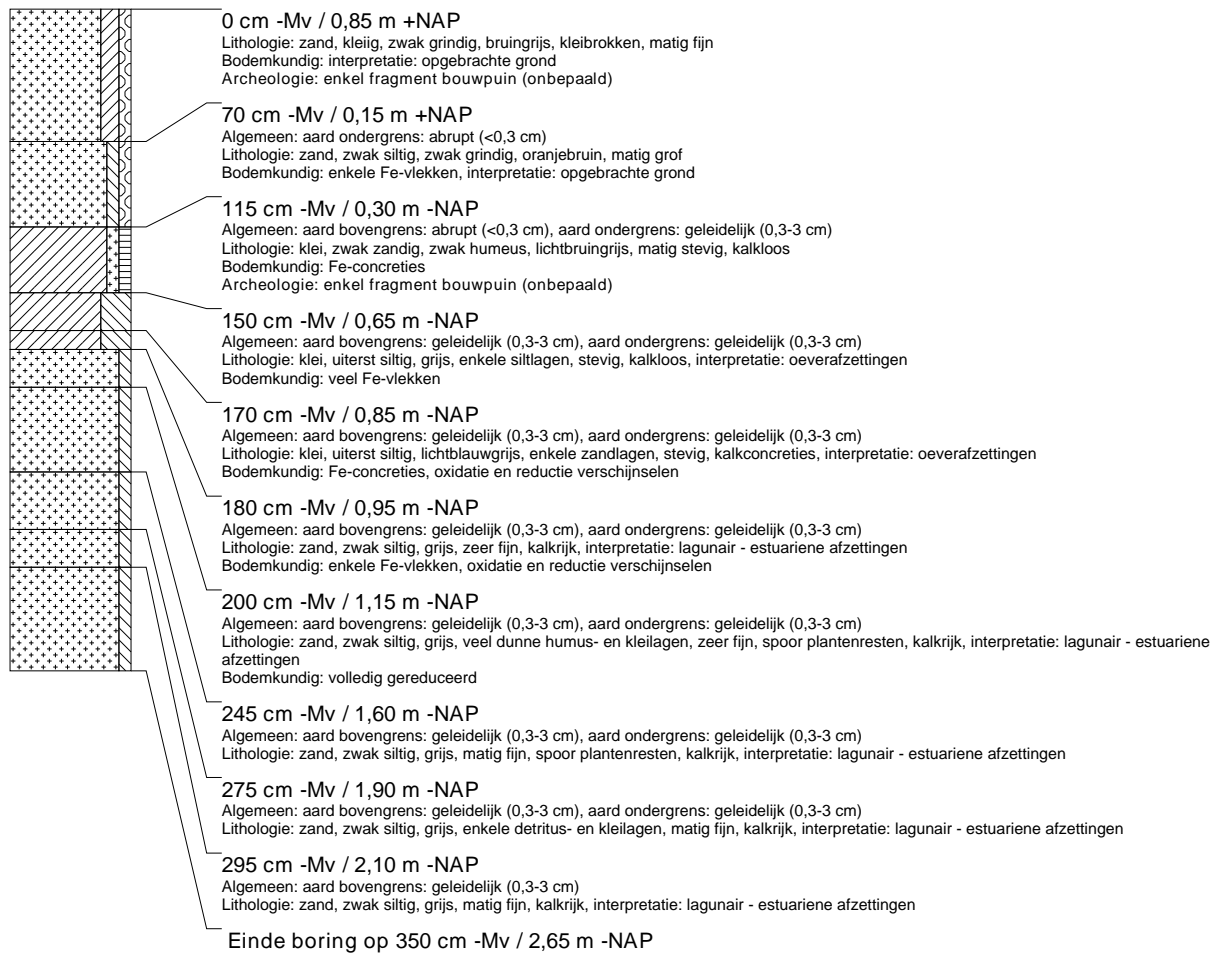 0 cm -Mv / 0,85 m +NAP
Lithologie: zand, kleiig, zwak grindig, bruingrijs, kleibrokken, matig fijn
Bodemkundig: interpretatie: opgebrachte grond
Archeologie: enkel fragment bouwpuin (onbepaald)
70 cm -Mv / 0,15 m +NAP
Algemeen: aard ondergrens: abrupt (<0,3 cm)
Lithologie: zand, zwak siltig, zwak grindig, oranjebruin, matig grof
Bodemkundig: enkele Fe-vlekken, interpretatie: opgebrachte grond
115 cm -Mv / 0,30 m -NAP
Algemeen: aard bovengrens: abrupt (<0,3 cm), aard ondergrens: geleidelijk (0,3-3 cm)
Lithologie: klei, zwak zandig, zwak humeus, lichtbruingrijs, matig stevig, kalkloos
Bodemkundig: Fe-concreties
Archeologie: enkel fragment bouwpuin (onbepaald)
150 cm -Mv / 0,65 m -NAP
Algemeen: aard bovengrens: geleidelijk (0,3-3 cm), aard ondergrens: geleidelijk (0,3-3 cm)
Lithologie: klei, uiterst siltig, grijs, enkele siltlagen, stevig, kalkloos, interpretatie: oeverafzettingen
Bodemkundig: veel Fe-vlekken
170 cm -Mv / 0,85 m -NAP
Algemeen: aard bovengrens: geleidelijk (0,3-3 cm), aard ondergrens: geleidelijk (0,3-3 cm)
Lithologie: klei, uiterst siltig, lichtblauwgrijs, enkele zandlagen, stevig, kalkconcreties, interpretatie: oeverafzettingen
Bodemkundig: Fe-concreties, oxidatie en reductie verschijnselen
180 cm -Mv / 0,95 m -NAP
Algemeen: aard bovengrens: geleidelijk (0,3-3 cm), aard ondergrens: geleidelijk (0,3-3 cm)
Lithologie: zand, zwak siltig, grijs, zeer fijn, kalkrijk, interpretatie: lagunair - estuariene afzettingen
Bodemkundig: enkele Fe-vlekken, oxidatie en reductie verschijnselen
200 cm -Mv / 1,15 m -NAP
Algemeen: aard bovengrens: geleidelijk (0,3-3 cm), aard ondergrens: geleidelijk (0,3-3 cm)
Lithologie: zand, zwak siltig, grijs, veel dunne humus- en kleilagen, zeer fijn, spoor plantenresten, kalkrijk, interpretatie: lagunair - estuariene
afzettingen
Bodemkundig: volledig gereduceerd
245 cm -Mv / 1,60 m -NAP
Algemeen: aard bovengrens: geleidelijk (0,3-3 cm), aard ondergrens: geleidelijk (0,3-3 cm)
Lithologie: zand, zwak siltig, grijs, matig fijn, spoor plantenresten, kalkrijk, interpretatie: lagunair - estuariene afzettingen
275 cm -Mv / 1,90 m -NAP
Algemeen: aard bovengrens: geleidelijk (0,3-3 cm), aard ondergrens: geleidelijk (0,3-3 cm)
Lithologie: zand, zwak siltig, grijs, enkele detritus- en kleilagen, matig fijn, kalkrijk, interpretatie: lagunair - estuariene afzettingen
295 cm -Mv / 2,10 m -NAP
Algemeen: aard bovengrens: geleidelijk (0,3-3 cm)
Lithologie: zand, zwak siltig, grijs, matig fijn, kalkrijk, interpretatie: lagunair - estuariene afzettingen
Einde boring op 350 cm -Mv / 2,65 m -NAP